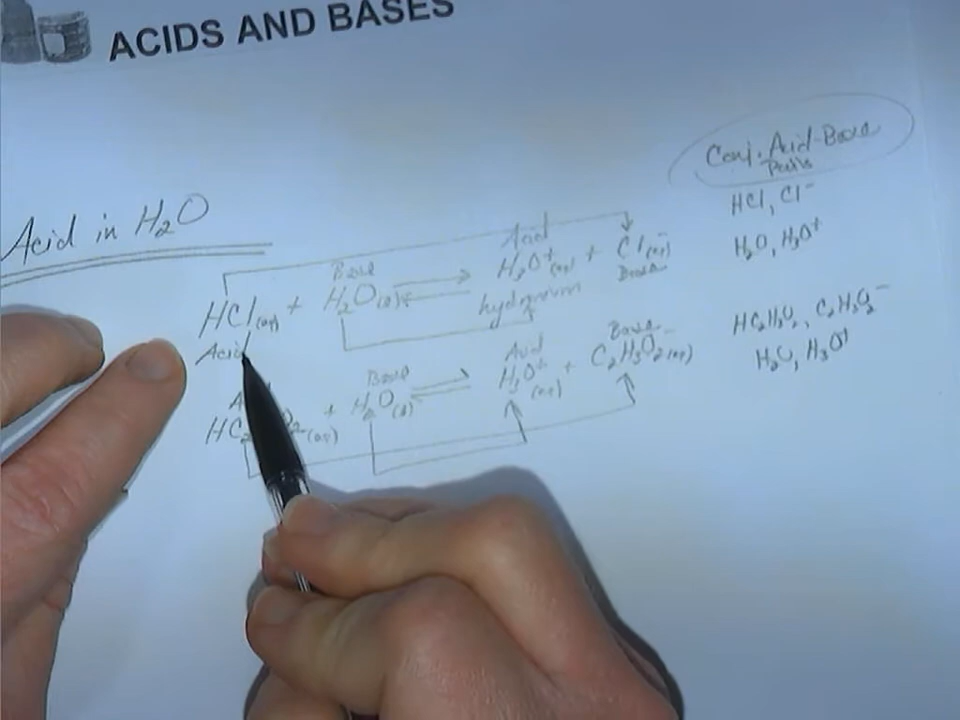 ACIDS AND BASES
Conj. Acid-Base
Pairs
Acid in H₂O
HCl, Cl⁻
H₂O, H₃O⁺
Base Acid
HCl(aq) + H₂O(l) ⇌ H₃O⁺(aq) + Cl⁻(aq)
Acid hydronium Base
HC₂H₃O₂, C₂H₃O₂⁻
H₂O, H₃O⁺
Base Acid Base
+ H₂O(l) ⇌ H₃O⁺(aq) + C₂H₃O₂⁻(aq)